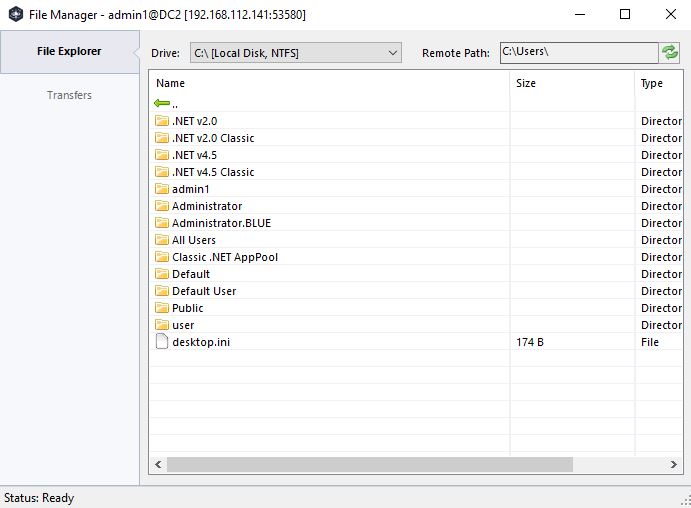 File Manager - admin1@DC2 [192.168.112.141:53580]
File Explorer
Transfers
Drive: C:\ [Local Disk, NTFS] Remote Path: C:\Users\
Name Size Type
..
.NET v2.0 Director
.NET v2.0 Classic Director
.NET v4.5 Director
.NET v4.5 Classic Director
admin1 Director
Administrator Director
Administrator.BLUE Director
All Users Director
Classic .NET AppPool Director
Default Director
Default User Director
Public Director
user Director
desktop.ini 174 B File
Status: Ready